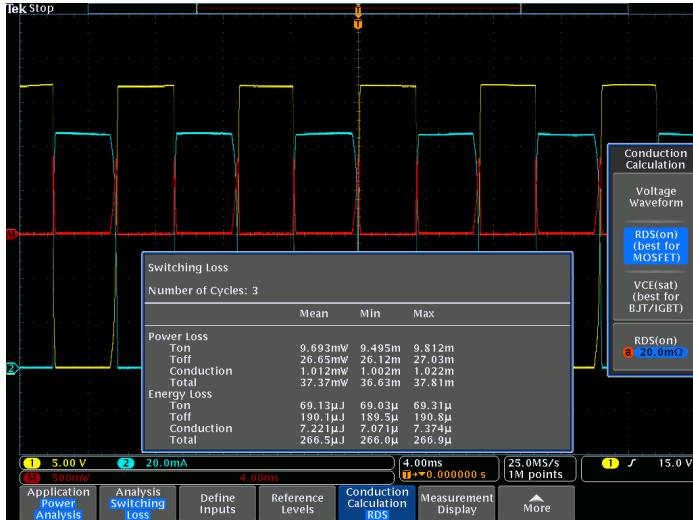 Tek Stop
T
T
Conduction
Calculation
Voltage
Waveform
RDS(on)
(best for
MOSFET)
VCE(sat)
(best for
BJT/IGBT)
RDS(on)
a 20.0mΩ
M
2
Switching Loss
Number of Cycles: 3
Mean Min Max
Power Loss
Ton 9.693mW 9.495m 9.812m
Toff 26.65mW 26.12m 27.03m
Conduction 1.012mW 1.002m 1.022m
Total 37.37mW 36.63m 37.81m
Energy Loss
Ton 69.13µJ 69.03µ 69.31µ
Toff 190.1µJ 189.5µ 190.8µ
Conduction 7.221µJ 7.071µ 7.374µ
Total 266.5µJ 266.0µ 266.9µ
1 5.00 V 2 20.0mA 4.00ms 25.0MS/s 1 15.0 V
M 500mW 4.00ms T→▼0.000000 s 1M points
Application
Power
Analysis
Analysis
Switching
Loss
Define
Inputs
Reference
Levels
Conduction
Calculation
RDS
Measurement
Display
More